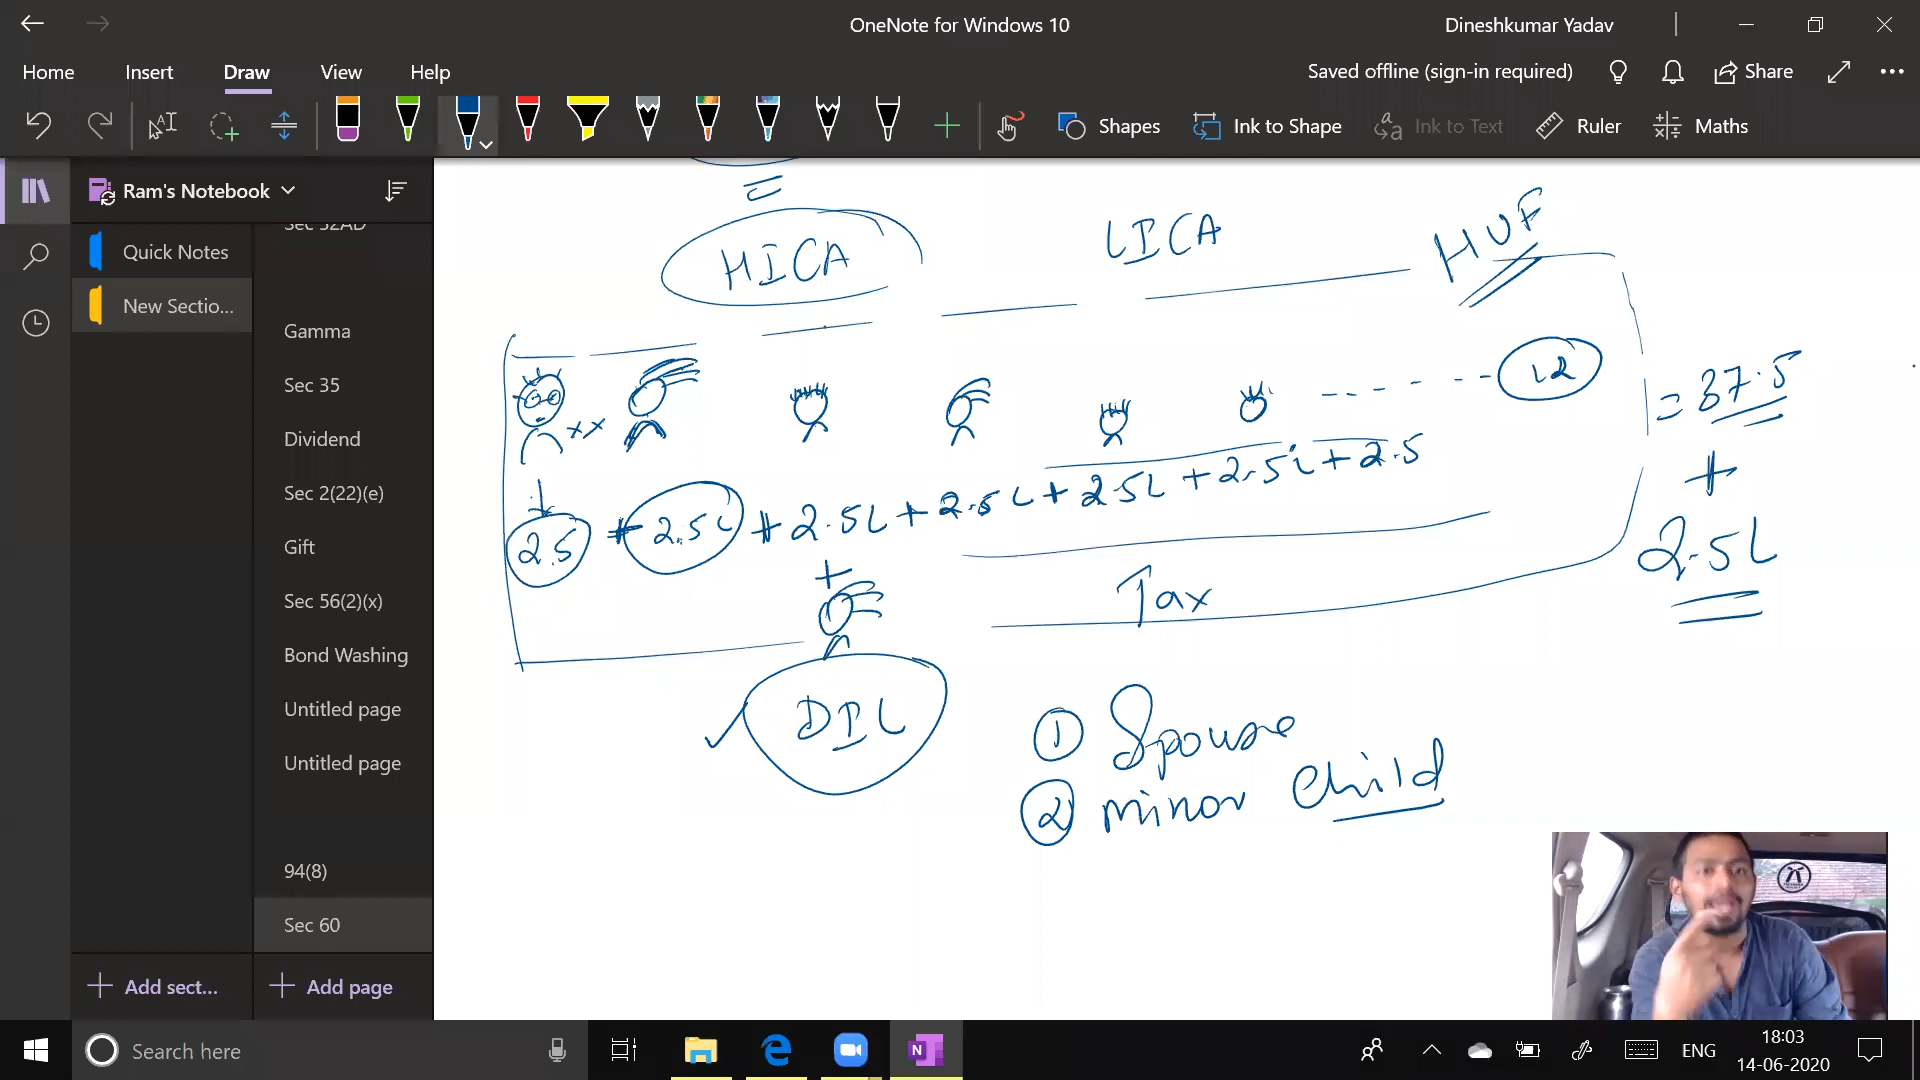 OneNote for Windows 10
Dineshkumar Yadav
Home Insert Draw View Help
Saved offline (sign-in required)
Share
Shapes
Ink to Shape
Ink to Text
Ruler
Maths
Ram's Notebook
Quick Notes
New Sectio...
Sec 32AD
Gamma
Sec 35
Dividend
Sec 2(22)(e)
Gift
Sec 56(2)(x)
Bond Washing
Untitled page
Untitled page
94(8)
Sec 60
Add sect...
Add page
HICA
LICA
HUF
12
= 37.5
xx
+
2.5 + 2.5L + 2.5L + 2.5L + 2.5L + 2.5L + 2.5
+
2.5L
+
Tax
DIL
① Spouse
② minor child
Search here
ENG
18:03
14-06-2020